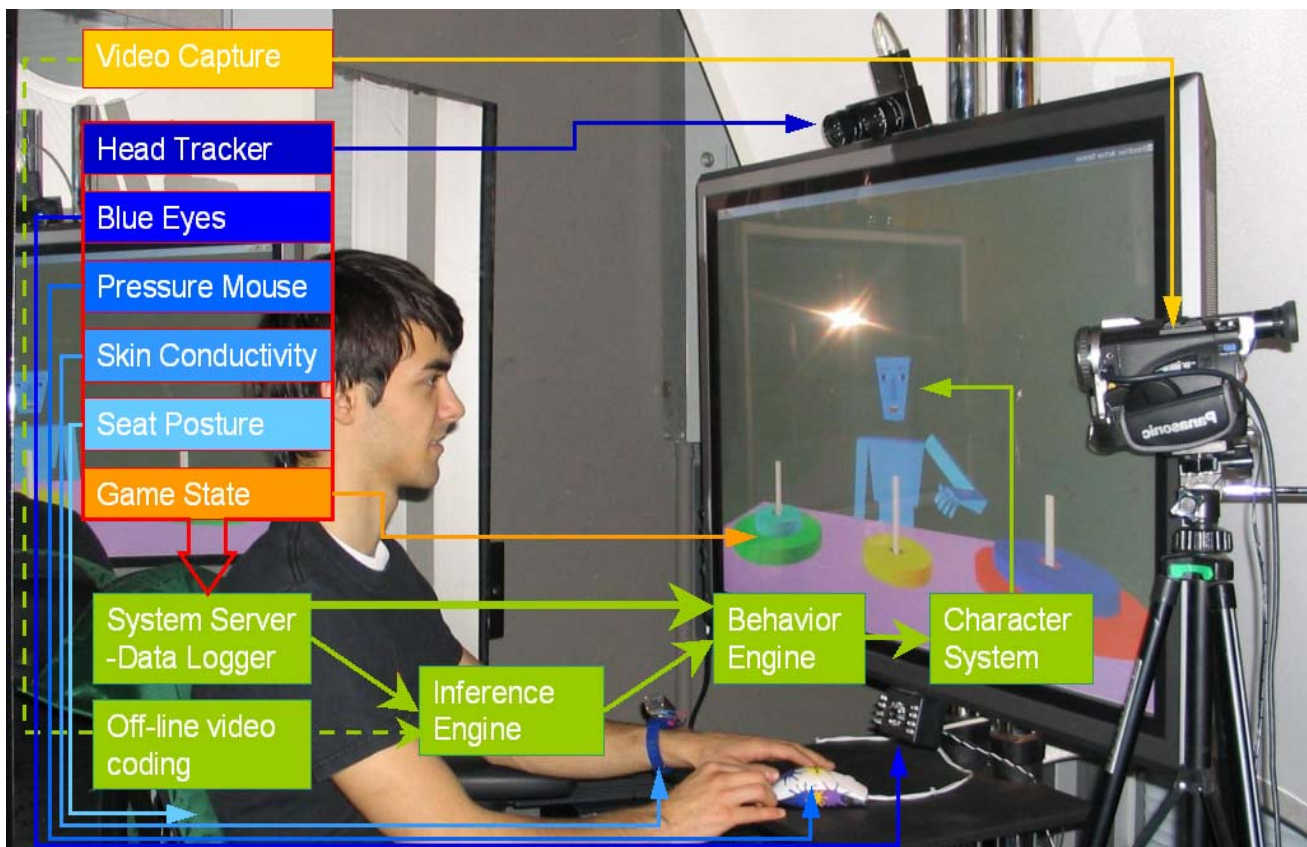 Video Capture
Head Tracker
Blue Eyes
Pressure Mouse
Skin Conductivity
Seat Posture
Game State
Panasonic
System Server
-Data Logger
Behavior
Engine
Character
System
Inference
Engine
Off-line video
coding